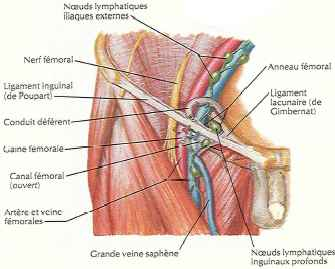 Nœuds lymphatiques
iliaques externes
Nerf fémoral
Ligament inguinal
(de Poupart)
Conduit déférent
Gaine fémorale
Canal fémoral
(ouvert)
Artère et veine
fémorales
Grande veine saphène
Anneau fémoral
Ligament
lacunaire (de
Gimbernat)
Nœuds lymphatiques
inguinaux profonds